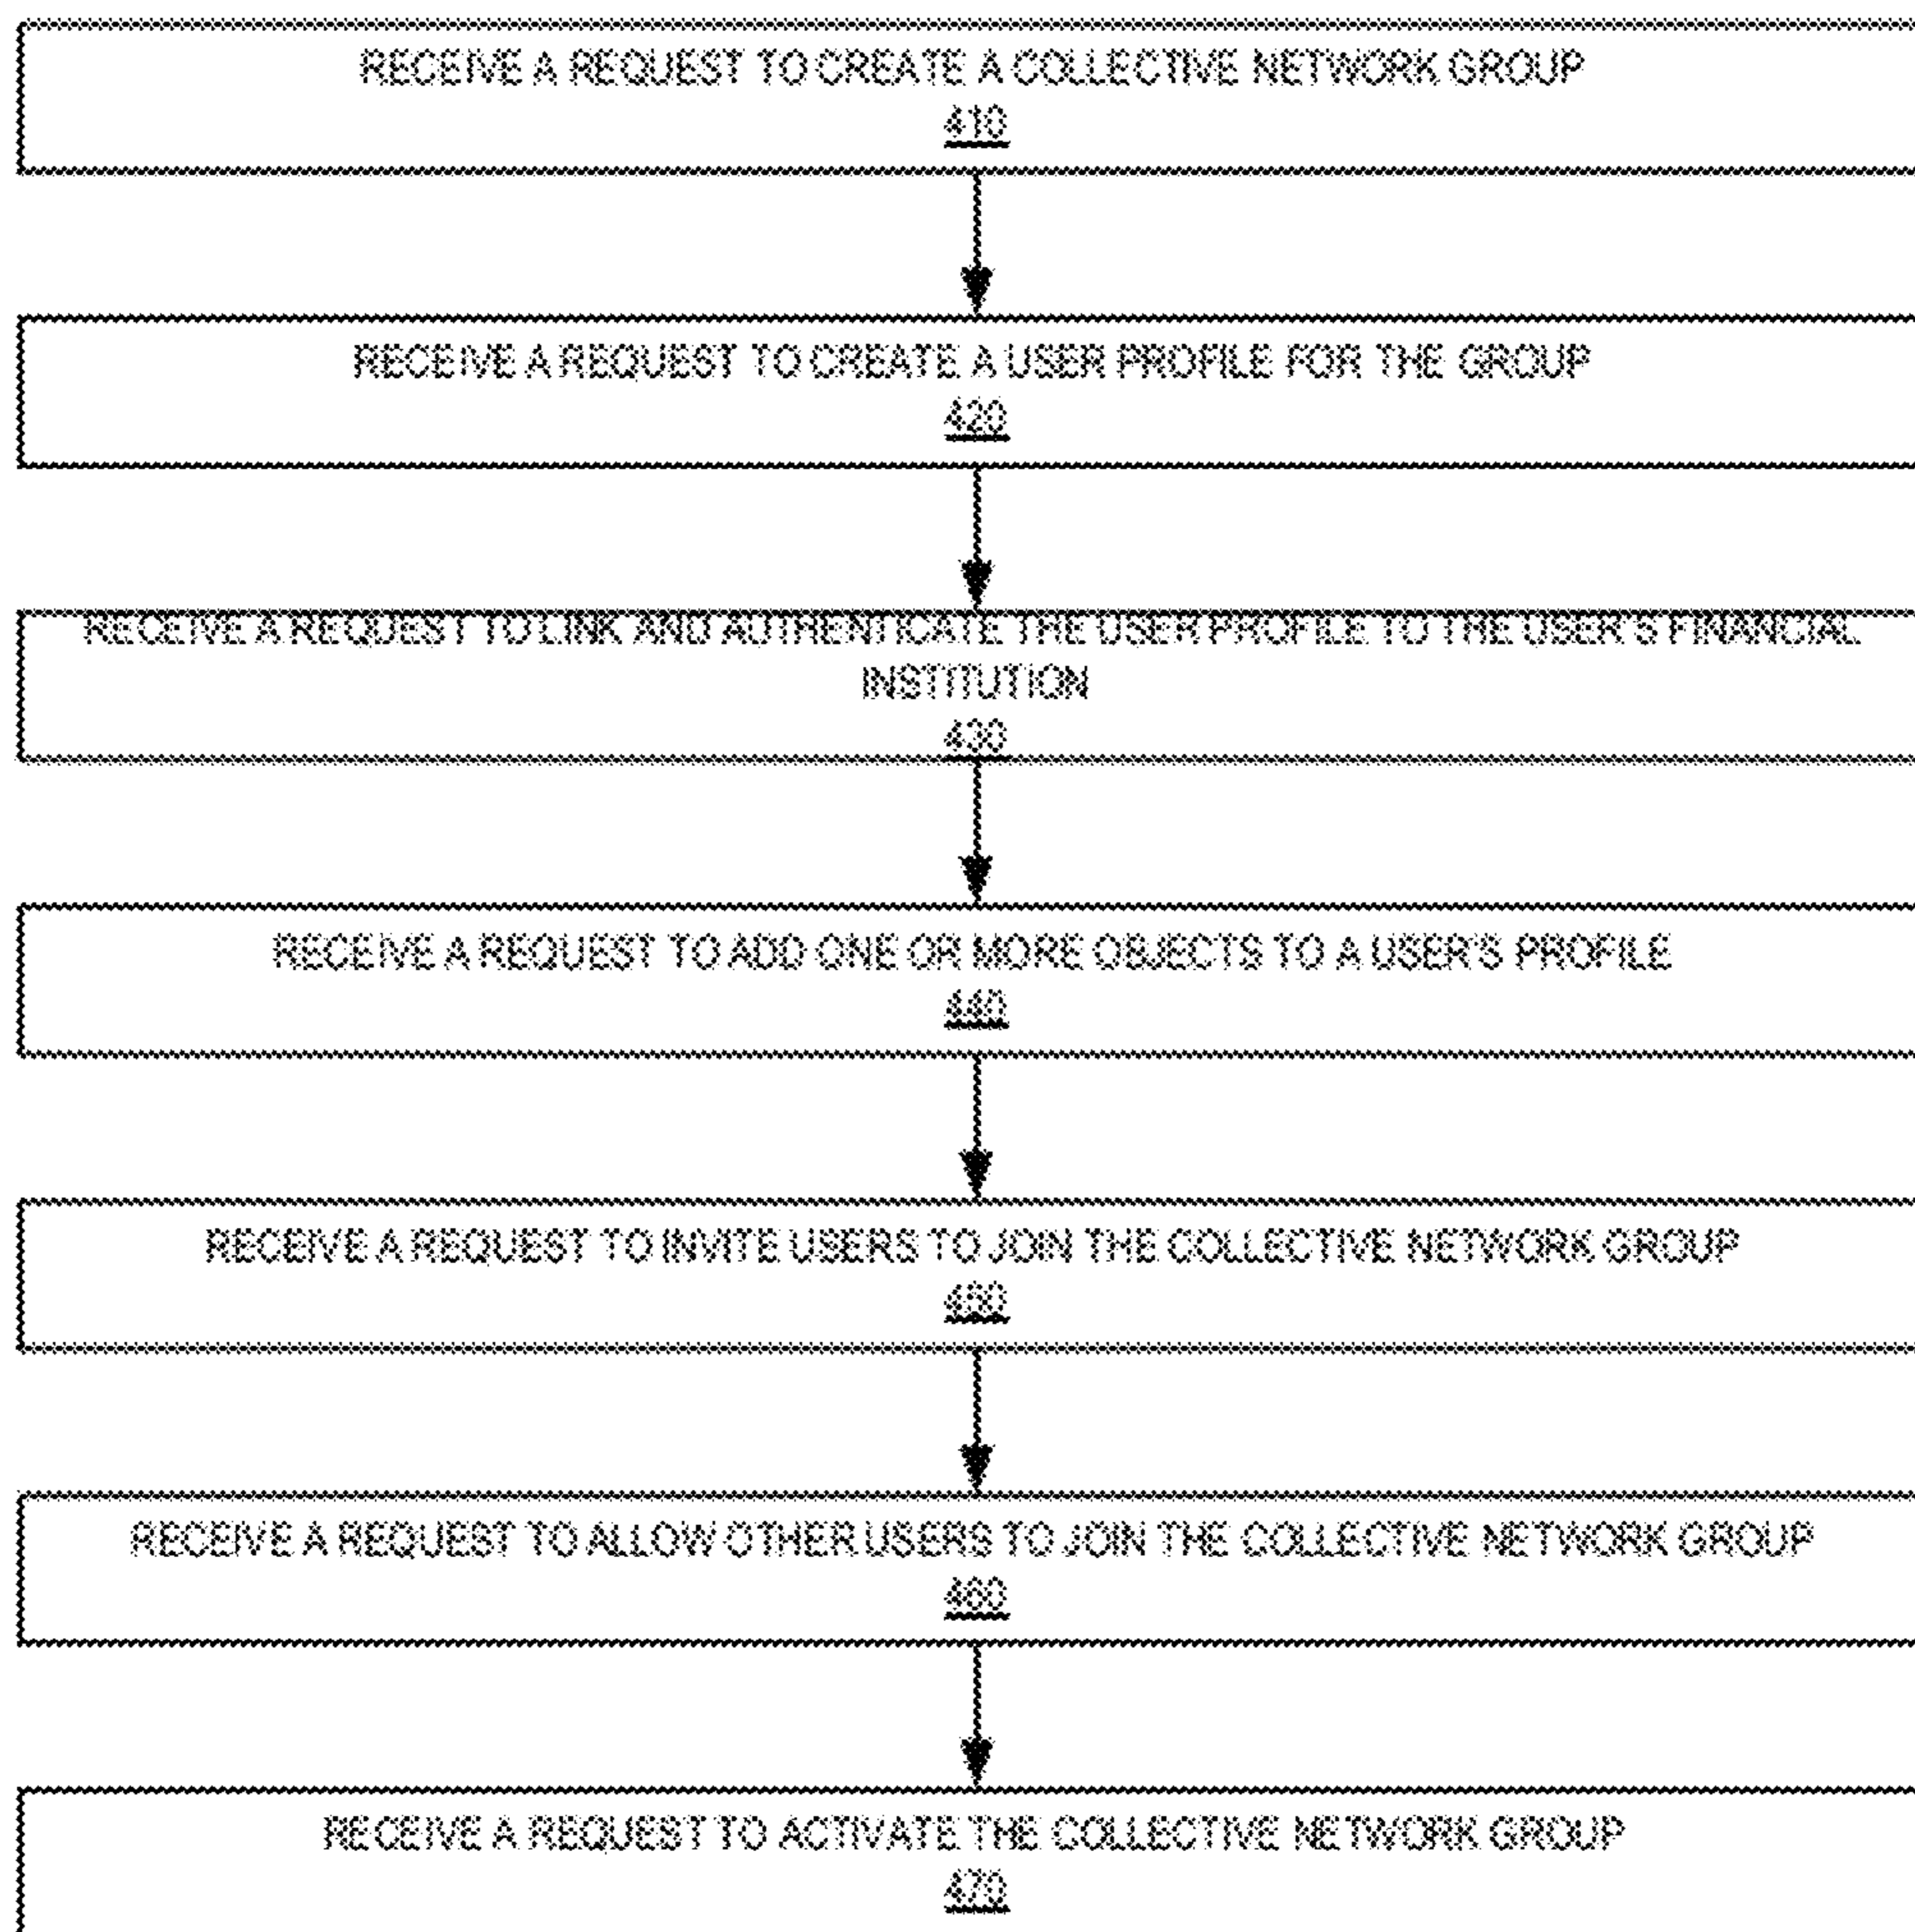 RECEIVE A REQUEST TO CREATE A COLLECTIVE NETWORK GROUP
410
RECEIVE A REQUEST TO CREATE A USER PROFILE FOR THE GROUP
420
RECEIVE A REQUEST TO LINK AND AUTHENTICATE THE USER PROFILE TO THE USER'S FINANCIAL
INSTITUTION
430
RECEIVE A REQUEST TO ADD ONE OR MORE OBJECTS TO A USER'S PROFILE
440
RECEIVE A REQUEST TO INVITE USERS TO JOIN THE COLLECTIVE NETWORK GROUP
450
RECEIVE A REQUEST TO ALLOW OTHER USERS TO JOIN THE COLLECTIVE NETWORK GROUP
460
RECEIVE A REQUEST TO ACTIVATE THE COLLECTIVE NETWORK GROUP
470